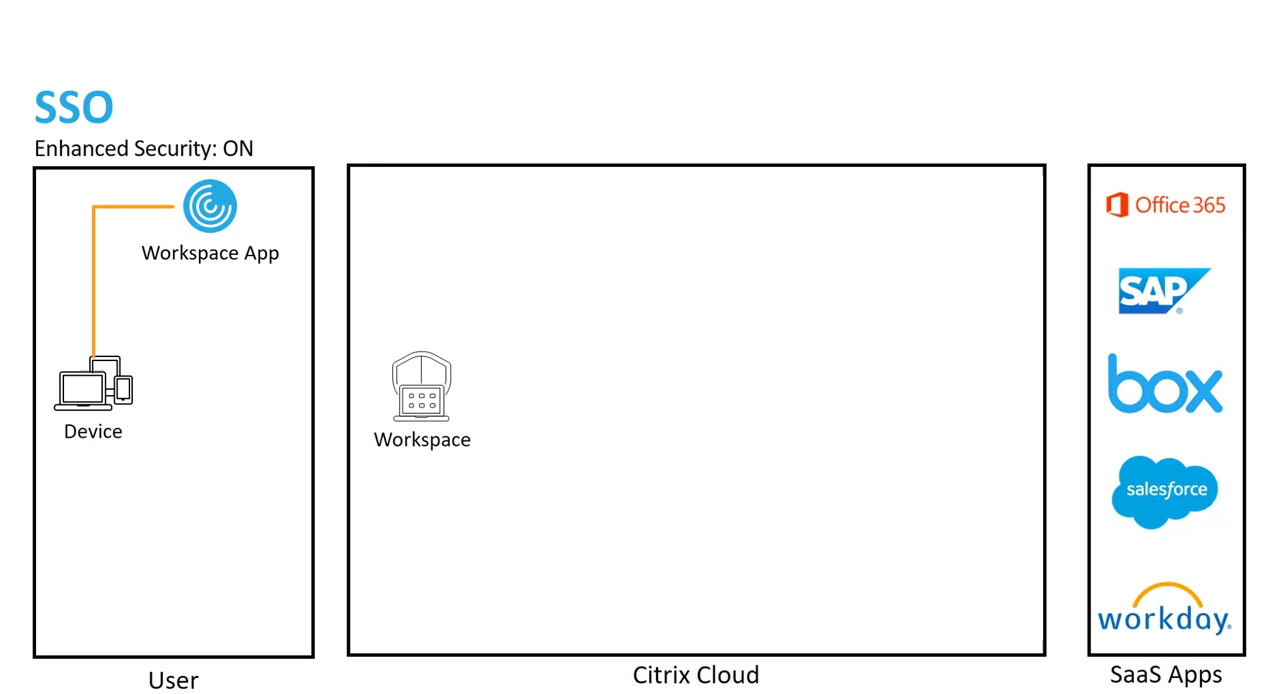 SSO
Enhanced Security: ON
Workspace App
Device
User
Workspace
Citrix Cloud
Office 365
SAP®
box
salesforce
workday®
SaaS Apps